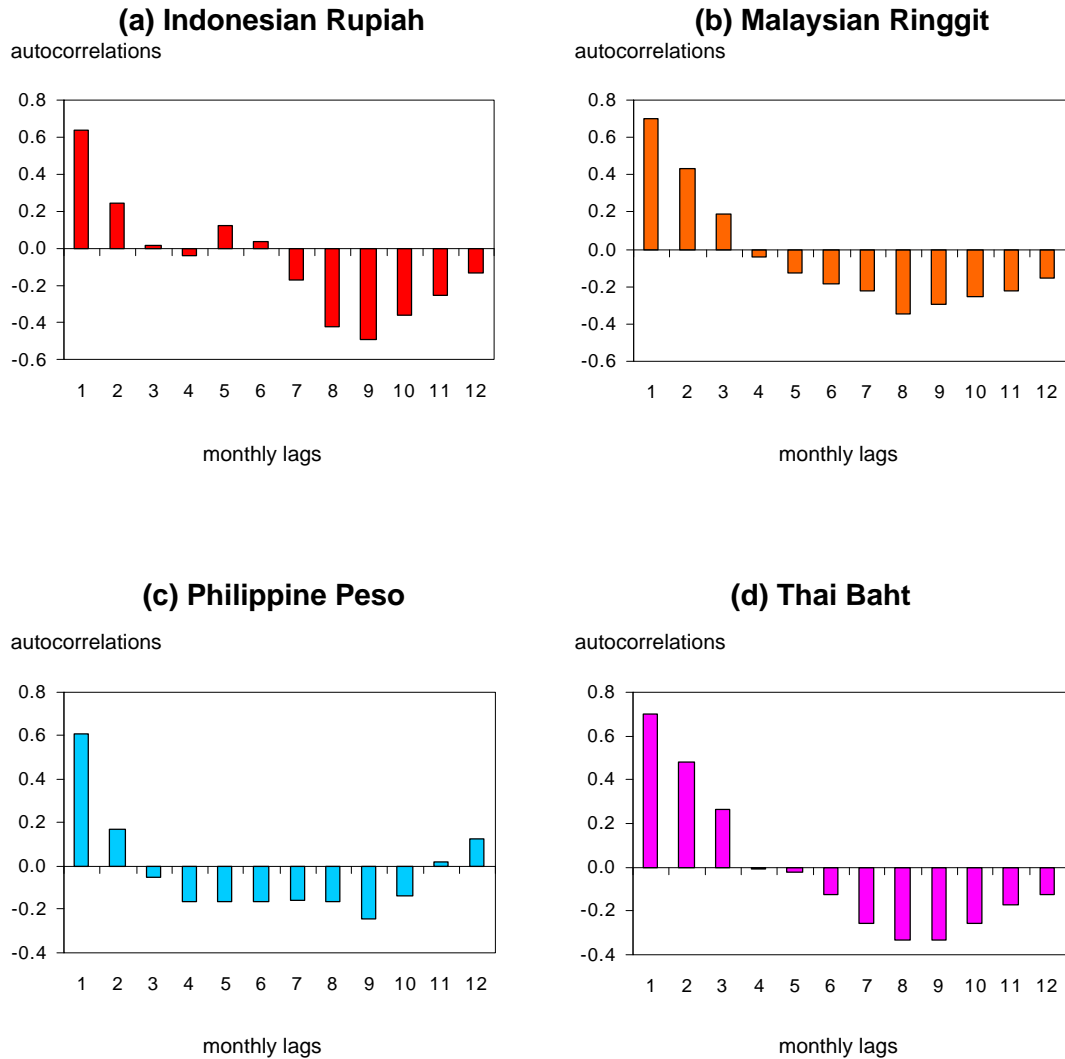 (a) Indonesian Rupiah
autocorrelations
0.8
0.6
0.4
0.2
0.0
-0.2
-0.4
-0.6
1 2 3 4 5 6 7 8 9 10 11 12
monthly lags
(b) Malaysian Ringgit
autocorrelations
0.8
0.6
0.4
0.2
0.0
-0.2
-0.4
-0.6
1 2 3 4 5 6 7 8 9 10 11 12
monthly lags
(c) Philippine Peso
autocorrelations
0.8
0.6
0.4
0.2
0.0
-0.2
-0.4
1 2 3 4 5 6 7 8 9 10 11 12
monthly lags
(d) Thai Baht
autocorrelations
0.8
0.6
0.4
0.2
0.0
-0.2
-0.4
1 2 3 4 5 6 7 8 9 10 11 12
monthly lags